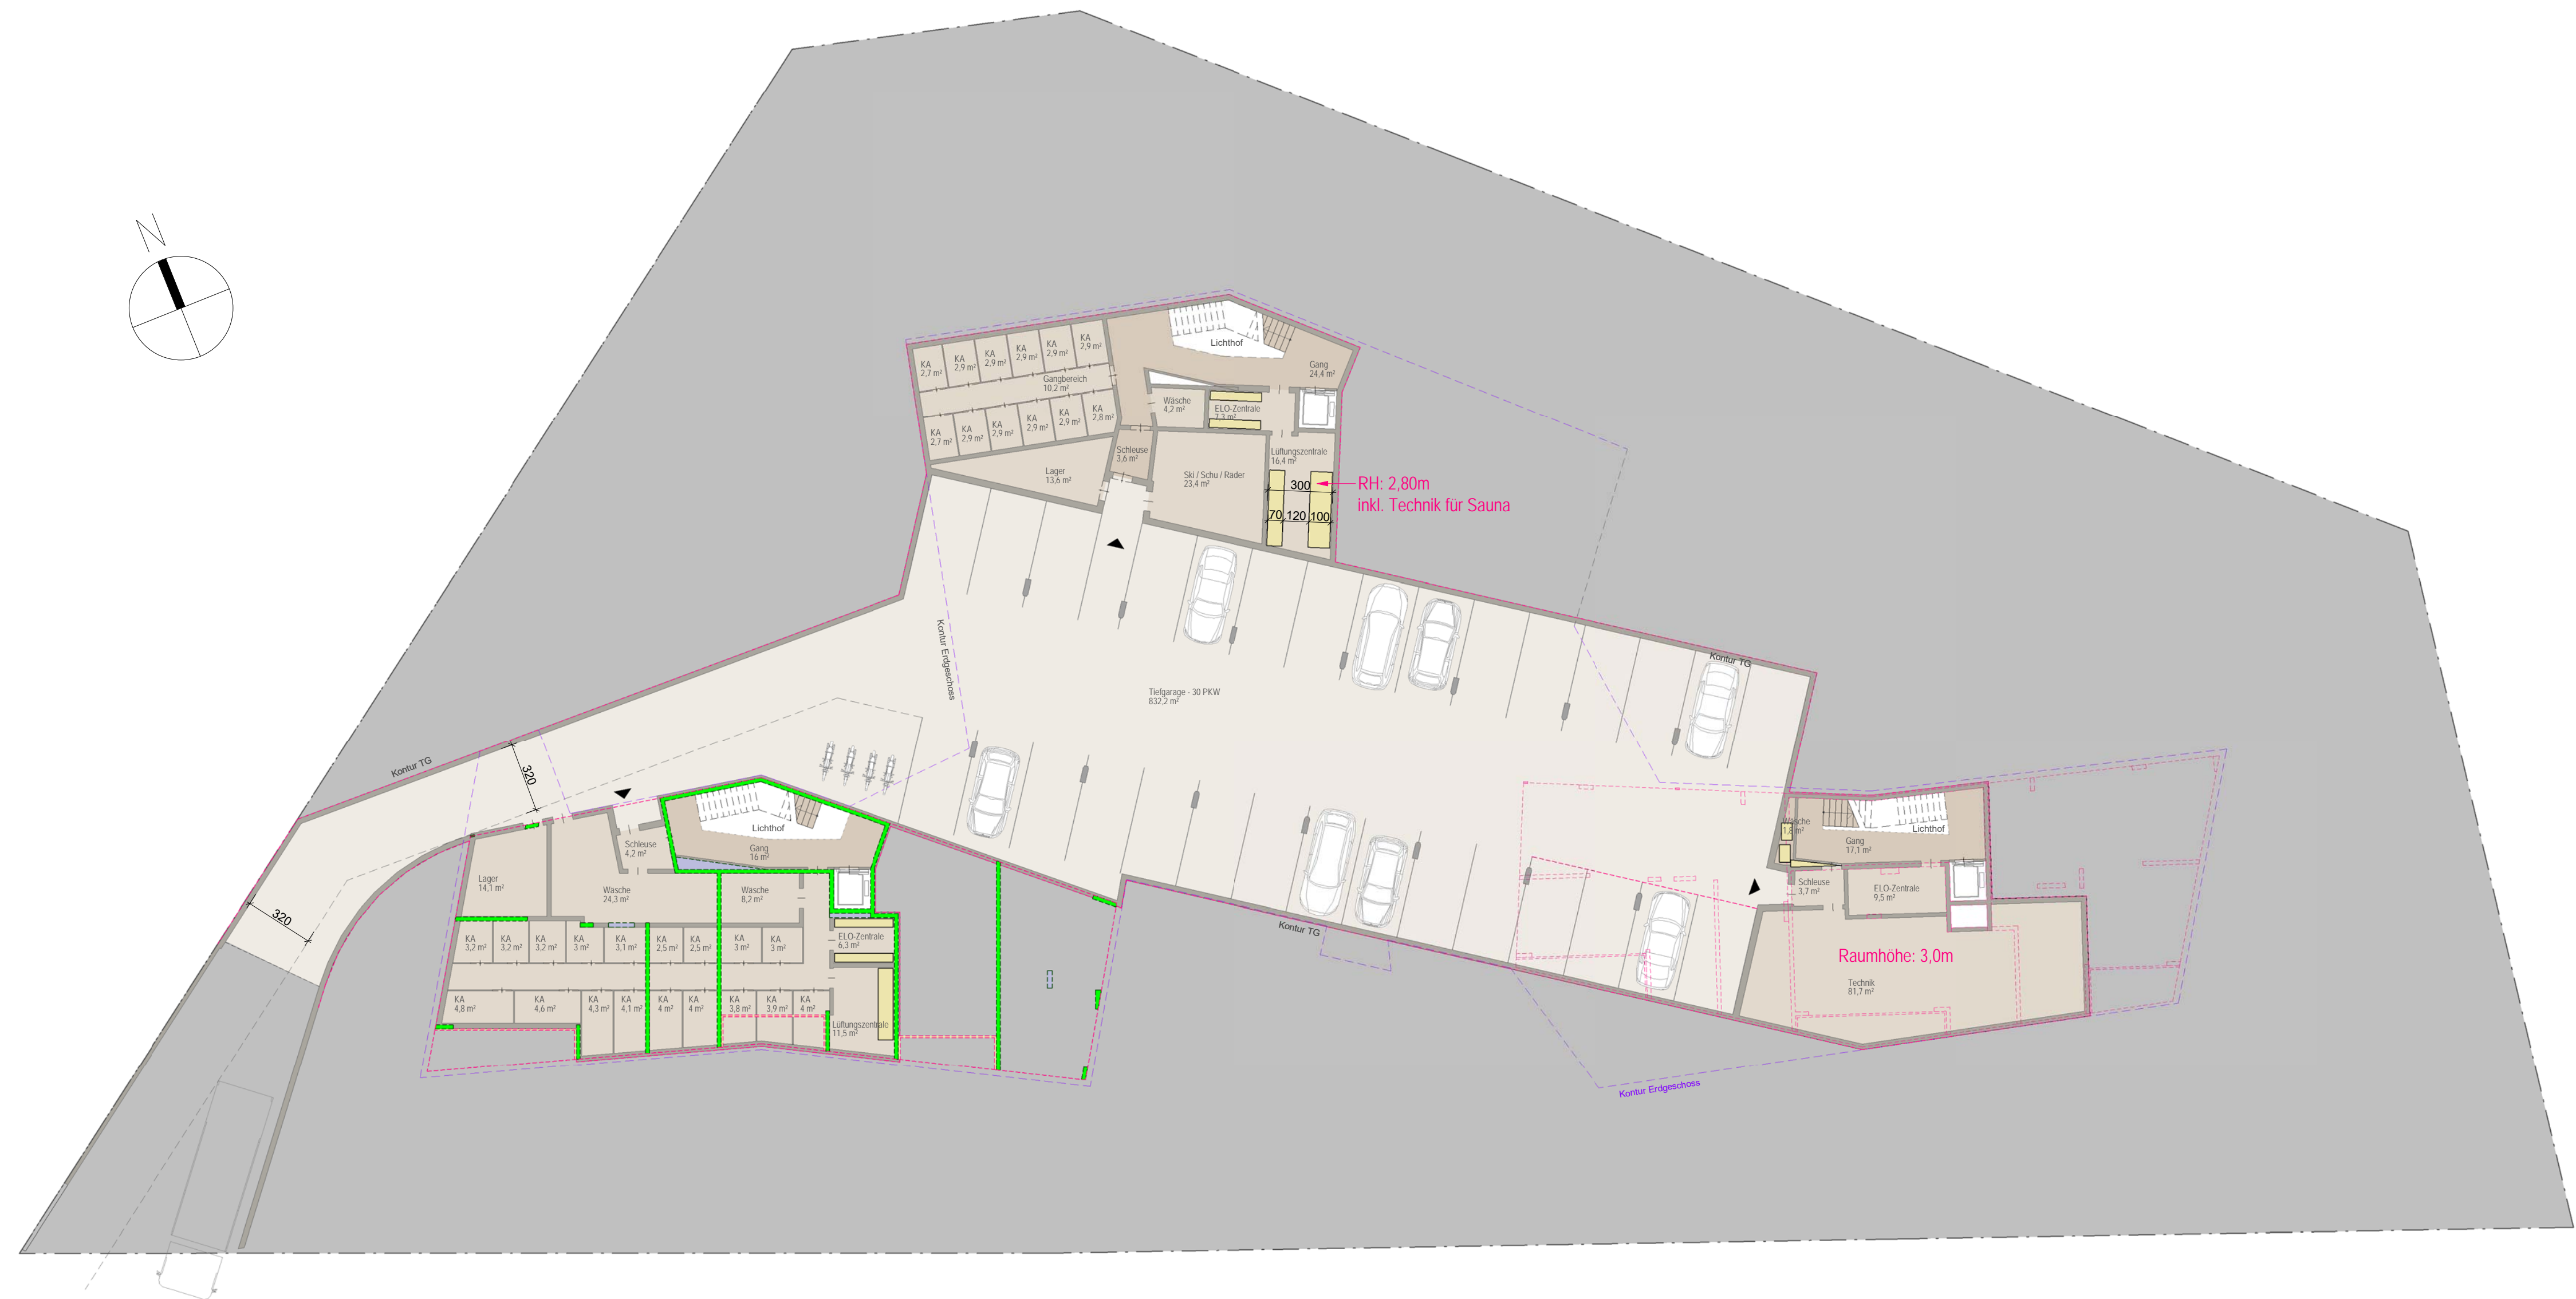 N
Lichthof
Gang
24,4 m²
KA
2,7 m²
KA
2,9 m²
KA
2,9 m²
KA
2,9 m²
KA
2,9 m²
KA
2,9 m²
Gangbereich
10,2 m²
KA
2,7 m²
KA
2,9 m²
KA
2,9 m²
KA
2,9 m²
KA
2,9 m²
KA
2,8 m²
Wäsche
4,2 m²
ELO-Zentrale
7,3 m²
Schleuse
3,6 m²
Lager
13,6 m²
Ski / Schu / Räder
23,4 m²
Lüftungszentrale
16,4 m²
300
70
120
100
RH: 2,80m
inkl. Technik für Sauna
Kontur Erdgeschoss
Kontur TG
Tiefgarage - 30 PKW
832,2 m²
Kontur TG
320
320
Lichthof
Gang
16 m²
Schleuse
4,2 m²
Lager
14,1 m²
Wäsche
24,3 m²
Wäsche
8,2 m²
KA
3,2 m²
KA
3,2 m²
KA
3,2 m²
KA
3 m²
KA
3,1 m²
KA
2,5 m²
KA
2,5 m²
KA
3 m²
KA
3 m²
ELO-Zentrale
6,3 m²
KA
4,8 m²
KA
4,6 m²
KA
4,3 m²
KA
4,1 m²
KA
4 m²
KA
4 m²
KA
3,8 m²
KA
3,9 m²
KA
4 m²
Lüftungszentrale
11,5 m²
Kontur TG
Wäsche
1,8 m²
Lichthof
Gang
17,1 m²
Schleuse
3,7 m²
ELO-Zentrale
9,5 m²
Raumhöhe: 3,0m
Technik
81,7 m²
Kontur Erdgeschoss